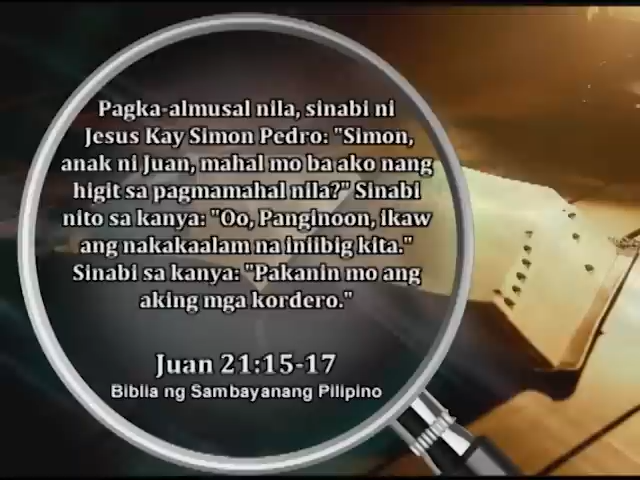 Pagka-almusal nila, sinabi ni
Jesus Kay Simon Pedro: "Simon,
anak ni Juan, mahal mo ba ako nang
higit sa pagmamahal nila?" Sinabi
nito sa kanya: "Oo, Panginoon, ikaw
ang nakakaalam na iniibig kita."
Sinabi sa kanya: "Pakanin mo ang
aking mga kordero."
Juan 21:15-17
Biblia ng Sambayanang Pilipino